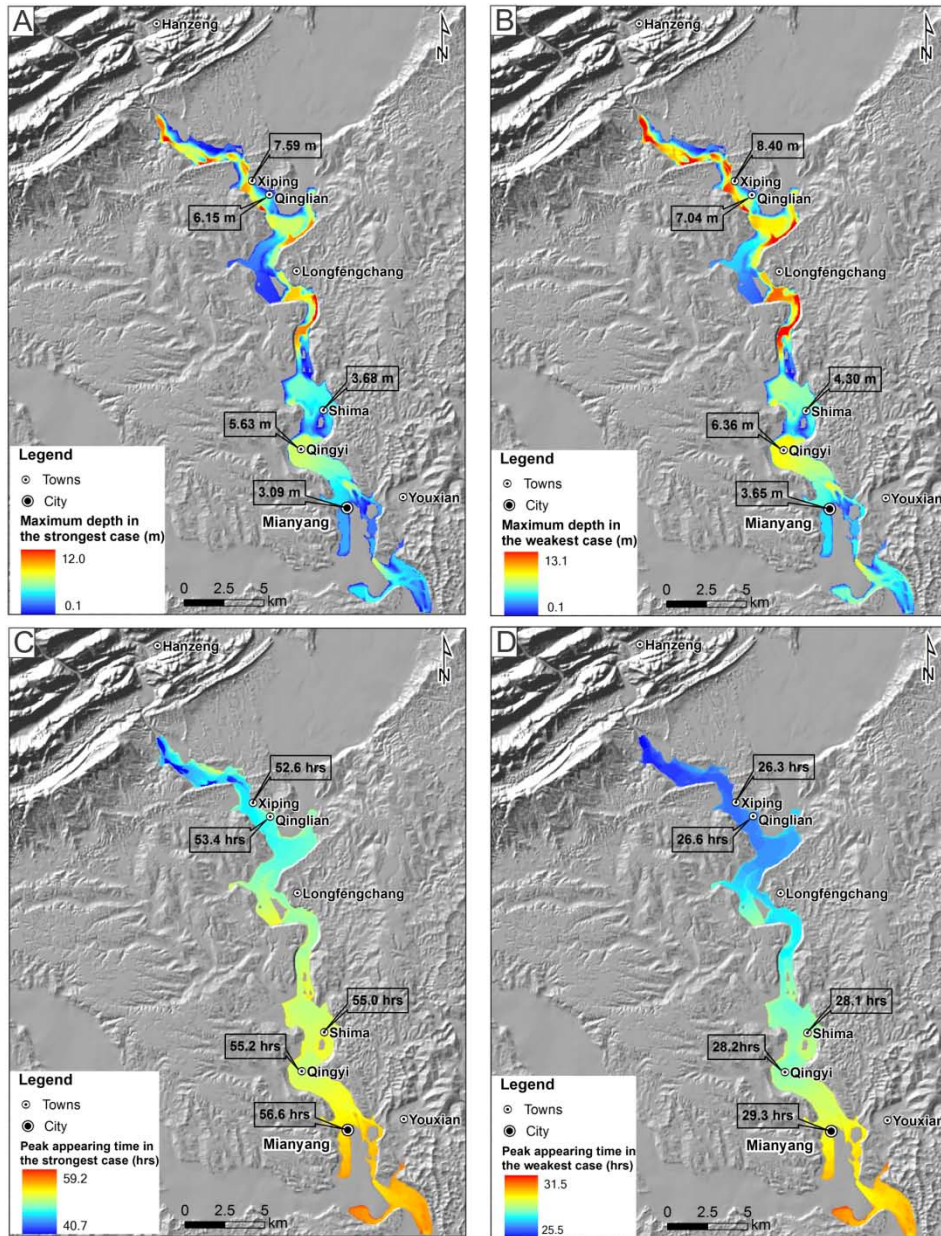 A
Hanzeng
N
7.59 m
Xiping
Qinglian
6.15 m
Longfengchang
3.68 m
Shima
5.63 m
Qingyi
Legend
Towns
City
Maximum depth in
the strongest case (m)
12.0
0.1
3.09 m
Youxian
Mianyang
0 2.5 5
km
B
Hanzeng
N
8.40 m
Xiping
Qinglian
7.04 m
Longfengchang
4.30 m
Shima
6.36 m
Qingyi
Legend
Towns
City
Maximum depth in
the weakest case (m)
13.1
0.1
3.65 m
Youxian
Mianyang
0 2.5 5
km
C
Hanzeng
N
52.6 hrs
Xiping
Qinglian
53.4 hrs
Longfengchang
55.0 hrs
Shima
55.2 hrs
Qingyi
Legend
Towns
City
Peak appearing time in
the strongest case (hrs)
59.2
40.7
56.6 hrs
Youxian
Mianyang
0 2.5 5
km
D
Hanzeng
N
26.3 hrs
Xiping
Qinglian
26.6 hrs
Longfengchang
28.1 hrs
Shima
28.2hrs
Qingyi
Legend
Towns
City
Peak appearing time in
the weakest case (hrs)
31.5
25.5
29.3 hrs
Youxian
Mianyang
0 2.5 5
km